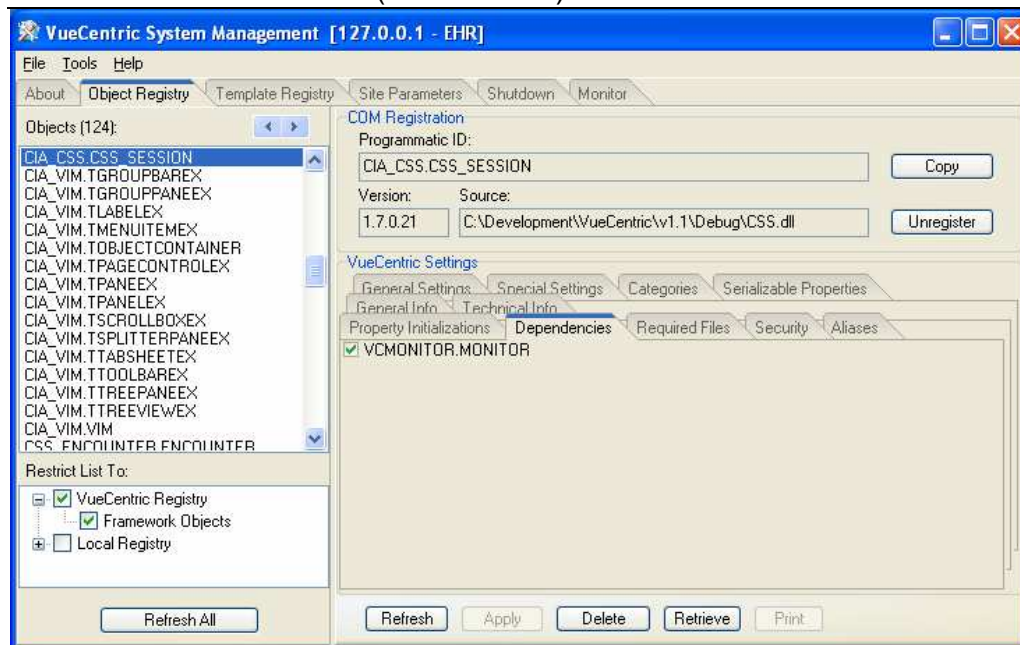 VueCentric System Management [127.0.0.1 - EHR]
File Tools Help
About Object Registry Template Registry Site Parameters Shutdown Monitor
Objects (124):
CIA_CSS.CSS_SESSION
CIA_VIM.TGROUPBAREX
CIA_VIM.TGROUPPANEEX
CIA_VIM.TLABELEX
CIA_VIM.TMENUITEMEX
CIA_VIM.TOBJECTCONTAINER
CIA_VIM.TPAGECONTROLEX
CIA_VIM.TPANEEX
CIA_VIM.TPANELEX
CIA_VIM.TSCROLLBOXEX
CIA_VIM.TSPLITTERPANEEX
CIA_VIM.TTABSHEETEX
CIA_VIM.TTOOLBAREX
CIA_VIM.TTREEPANEEX
CIA_VIM.TTREEVIEWEX
CIA_VIM.VIM
CSS_ENCOUNTER.ENCOUNTER
Restrict List To:
VueCentric Registry
Framework Objects
Local Registry
Refresh All
COM Registration
Programmatic ID:
CIA_CSS.CSS_SESSION
Copy
Version: Source:
1.7.0.21 C:\Development\VueCentric\v1.1\Debug\CSS.dll
Unregister
VueCentric Settings
General Settings Special Settings Categories Serializable Properties
General Info Technical Info
Property Initializations Dependencies Required Files Security Aliases
VCMONITOR.MONITOR
Refresh Apply Delete Retrieve Print